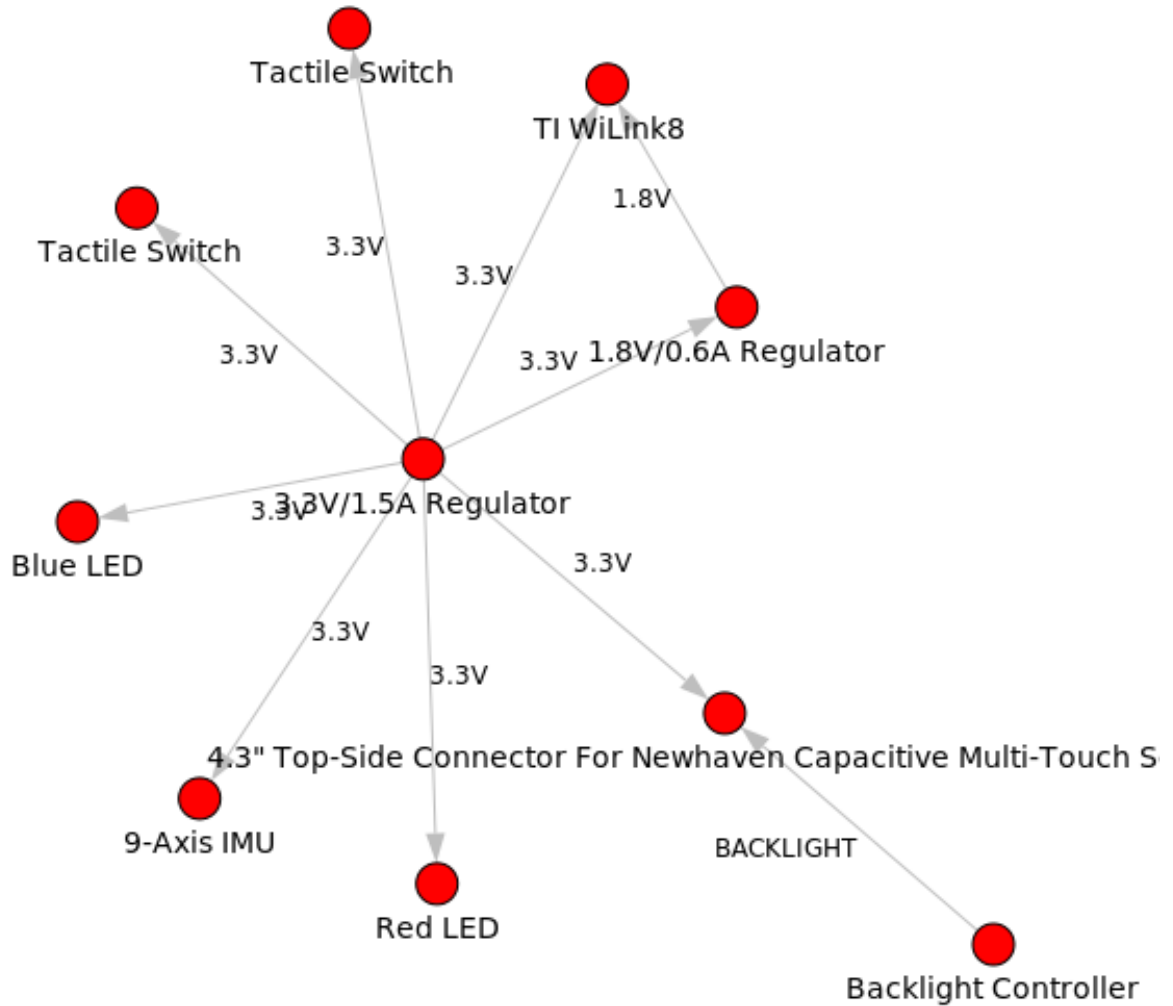 Tactile Switch
TI WiLink8
1.8V
Tactile Switch
3.3V
3.3V
3.3V
3.3V
1.8V/0.6A Regulator
3.3V
3.3V/1.5A Regulator
Blue LED
3.3V
3.3V
3.3V
4.3" Top-Side Connector For Newhaven Capacitive Multi-Touch
9-Axis IMU
BACKLIGHT
Red LED
Backlight Controller